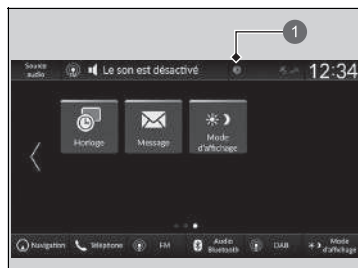 1
Source
audio
Le son est désactivé
12:34
Horloge
Message
Mode
d'affichage
Navigation
Téléphone
FM
Audio
Bluetooth
DAB
Mode
d'affichage